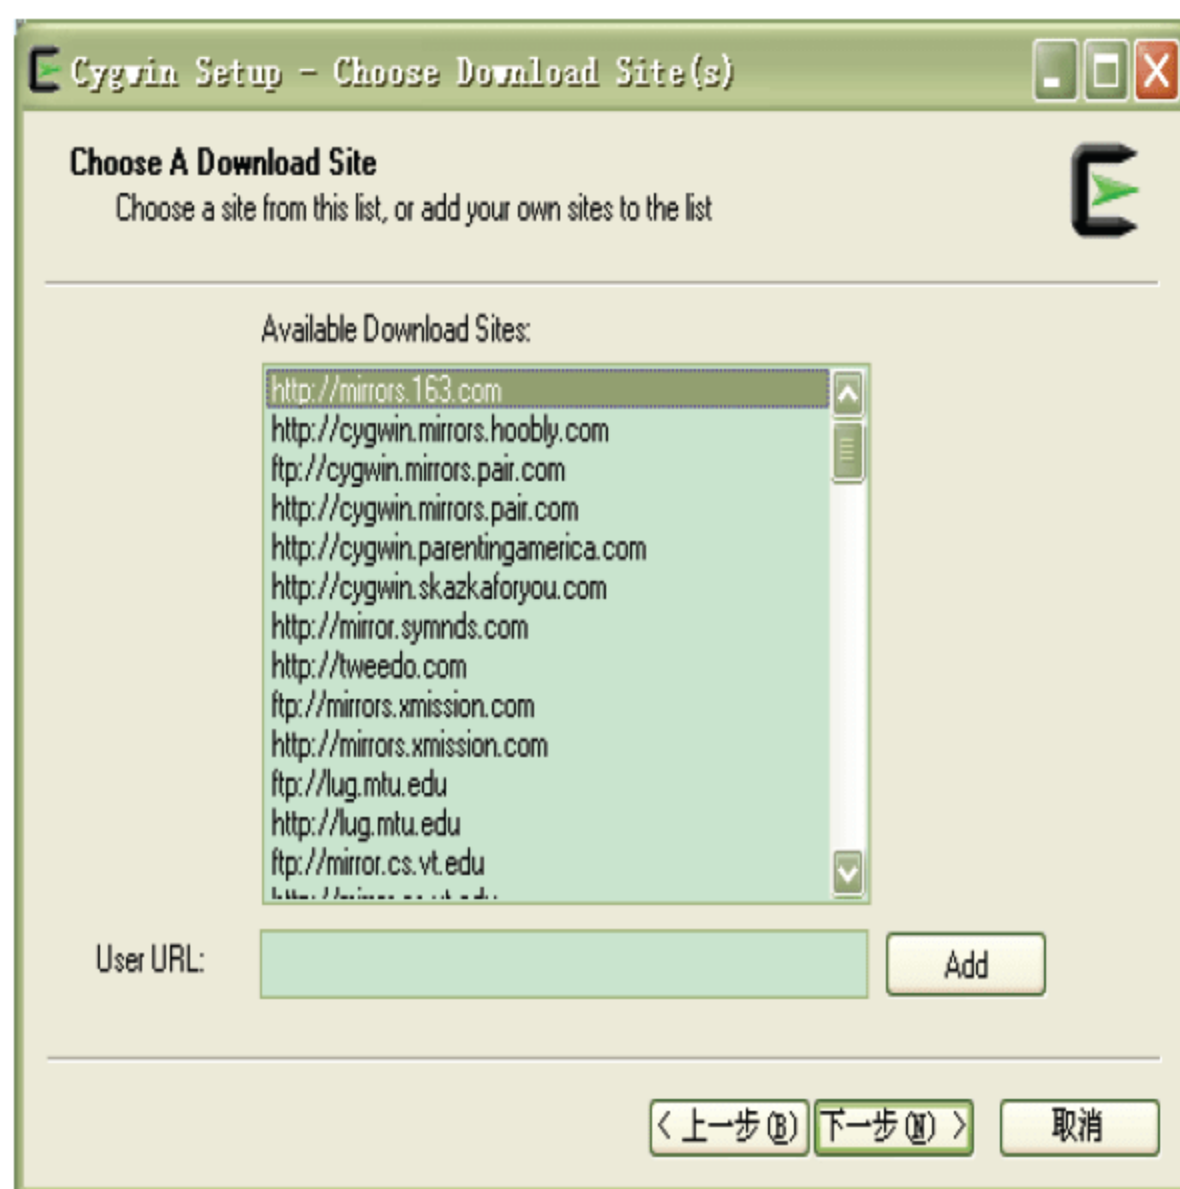 Cygwin Setup - Choose Download Site(s)
Choose A Download Site
Choose a site from this list, or add your own sites to the list
Available Download Sites:
http://mirrors.163.com
http://cygwin.mirrors.hoobly.com
ftp://cygwin.mirrors.pair.com
http://cygwin.mirrors.pair.com
http://cygwin.parentingamerica.com
http://cygwin.skazkaforyou.com
http://mirror.symnds.com
http://tweedo.com
ftp://mirrors.xmission.com
http://mirrors.xmission.com
ftp://lug.mtu.edu
http://lug.mtu.edu
ftp://mirror.cs.vt.edu
User URL:
Add
< 上一步(B)
下一步(N) >
取消